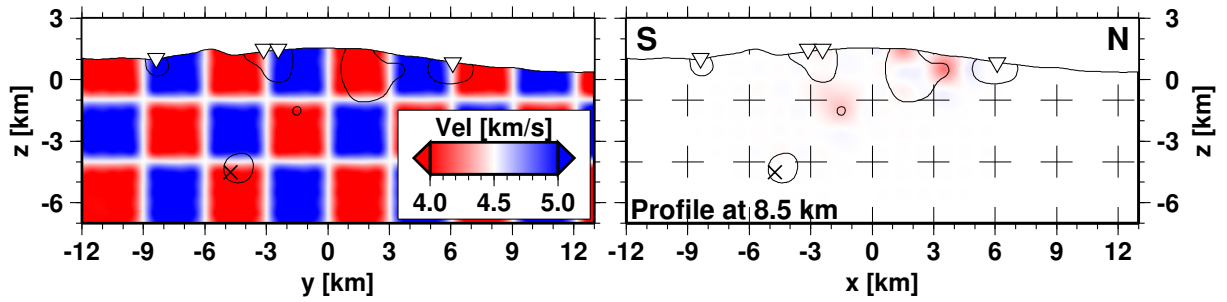 3
0
-3
-6
z [km]
-12 -9 -6 -3 0 3 6 9 12
y [km]
Vel [km/s]
4.0 4.5 5.0
S N
Profile at 8.5 km
-12 -9 -6 -3 0 3 6 9 12
x [km]
3
0
-3
-6
z [km]